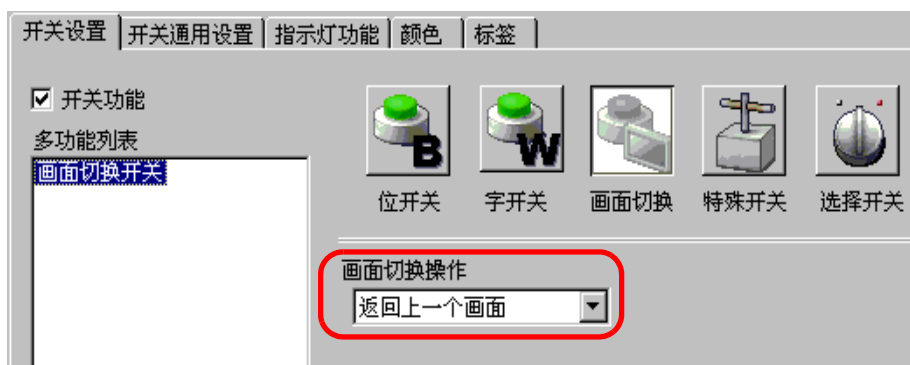 开关设置 开关通用设置 指示灯功能 颜色 标签
开关功能
多功能列表
画面切换开关
B W
位开关 字开关 画面切换 特殊开关 选择开关
画面切换操作
返回上一个画面